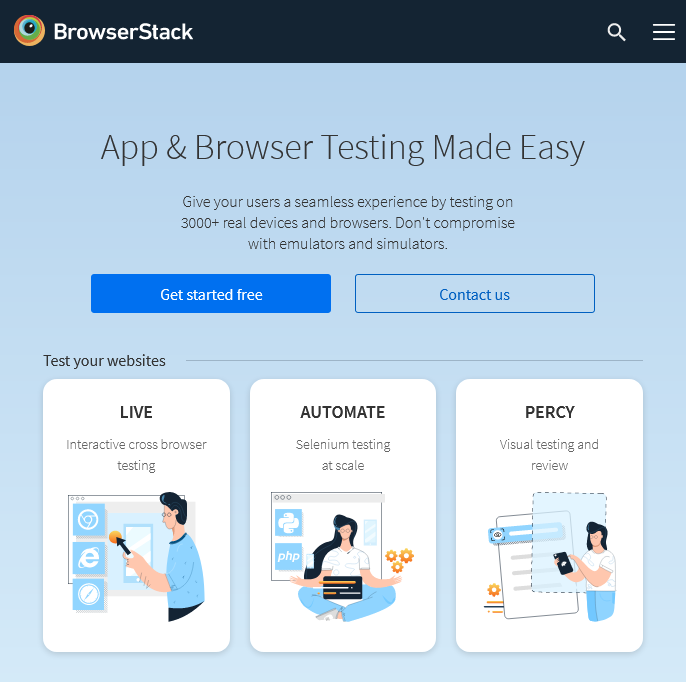 BrowserStack
App & Browser Testing Made Easy
Give your users a seamless experience by testing on
3000+ real devices and browsers. Don't compromise
with emulators and simulators.
Get started free
Contact us
Test your websites
LIVE
Interactive cross browser
testing
AUTOMATE
Selenium testing
at scale
php
PERCY
Visual testing and
review